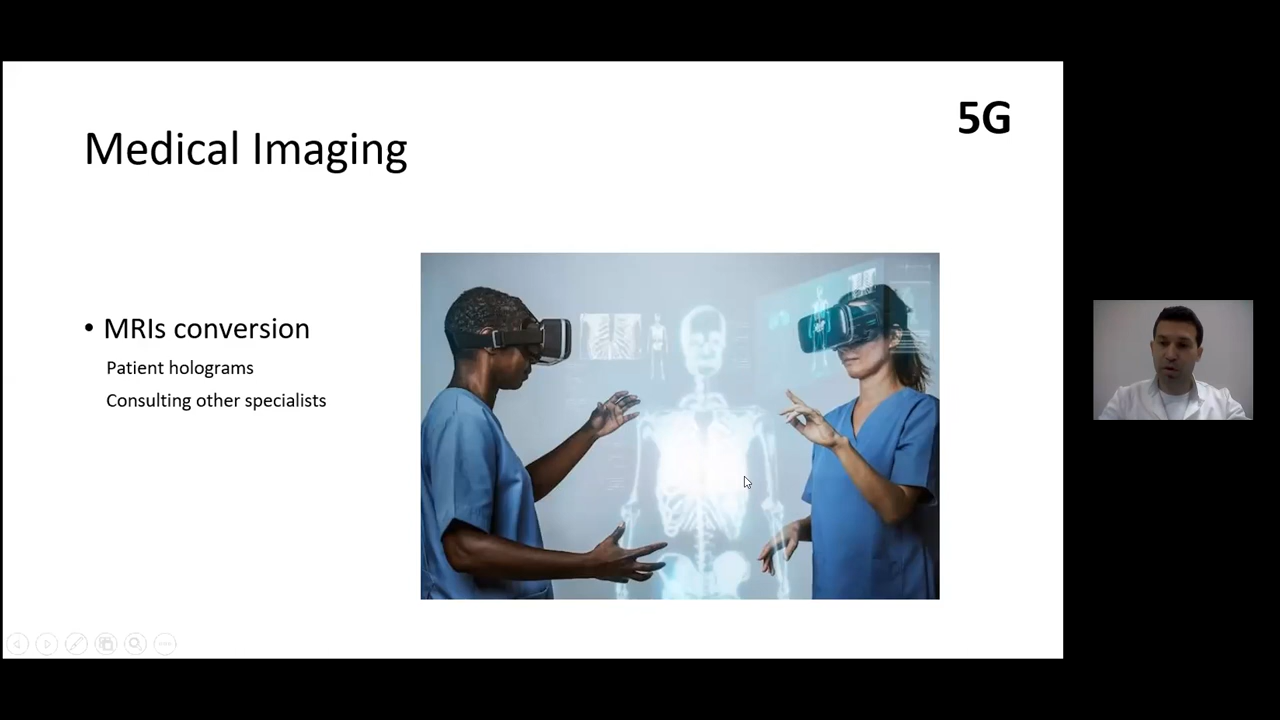 5G
Medical Imaging
• MRIs conversion
Patient holograms
Consulting other specialists